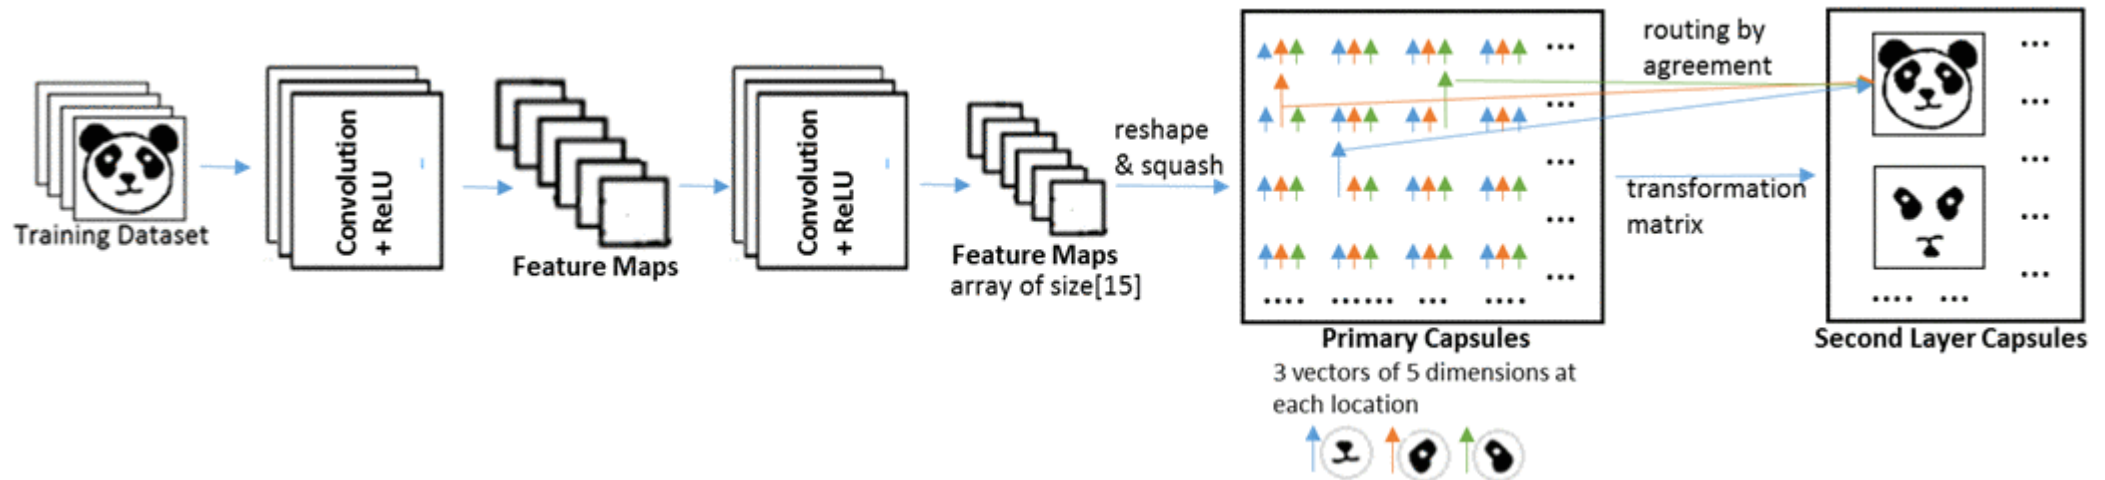 Training Dataset
Convolution
+ ReLU
Feature Maps
Convolution
+ ReLU
Feature Maps
array of size[15]
reshape
& squash
Primary Capsules
3 vectors of 5 dimensions at
each location
routing by
agreement
transformation
matrix
Second Layer Capsules